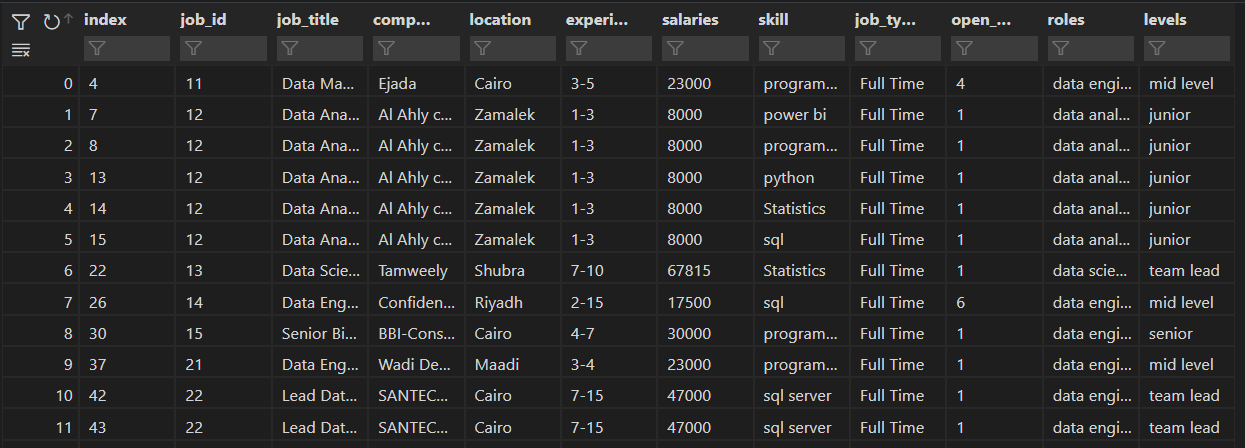 index job_id job_title comp... location experi... salaries skill job_ty... open_... roles levels
0 4 11 Data Ma... Ejada Cairo 3-5 23000 program... Full Time 4 data engi... mid level
1 7 12 Data Ana... Al Ahly c... Zamalek 1-3 8000 power bi Full Time 1 data anal... junior
2 8 12 Data Ana... Al Ahly c... Zamalek 1-3 8000 program... Full Time 1 data anal... junior
3 13 12 Data Ana... Al Ahly c... Zamalek 1-3 8000 python Full Time 1 data anal... junior
4 14 12 Data Ana... Al Ahly c... Zamalek 1-3 8000 Statistics Full Time 1 data anal... junior
5 15 12 Data Ana... Al Ahly c... Zamalek 1-3 8000 sql Full Time 1 data anal... junior
6 22 13 Data Scie... Tamweely Shubra 7-10 67815 Statistics Full Time 1 data scie... team lead
7 26 14 Data Eng... Confiden... Riyadh 2-15 17500 sql Full Time 6 data engi... mid level
8 30 15 Senior Bi... BBI-Cons... Cairo 4-7 30000 program... Full Time 1 data engi... senior
9 37 21 Data Eng... Wadi De... Maadi 3-4 23000 program... Full Time 1 data engi... mid level
10 42 22 Lead Dat... SANTEC... Cairo 7-15 47000 sql server Full Time 1 data engi... team lead
11 43 22 Lead Dat... SANTEC... Cairo 7-15 47000 sql server Full Time 1 data engi... team lead